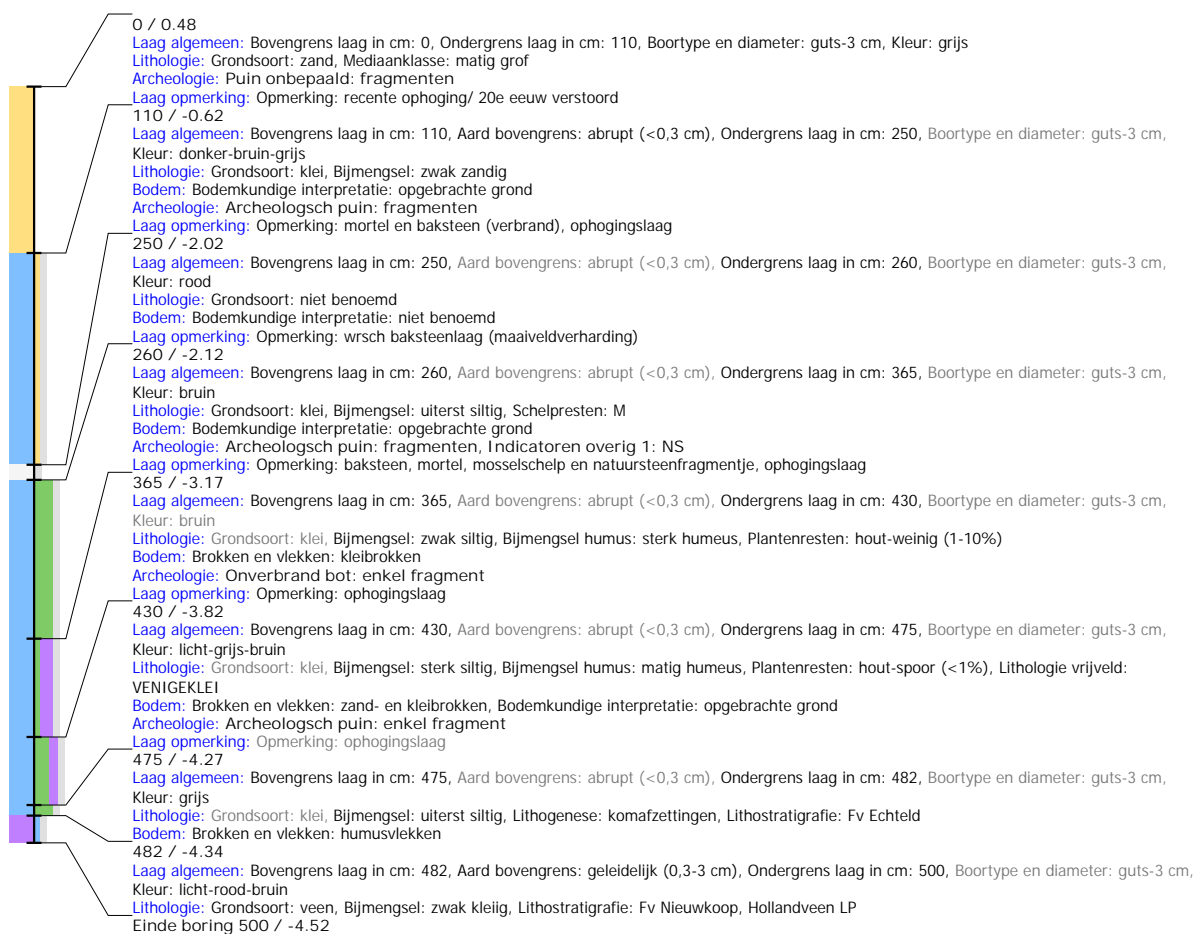 0 / 0.48
Laag algemeen: Bovengrens laag in cm: 0, Ondergrens laag in cm: 110, Boortype en diameter: guts-3 cm, Kleur: grijs
Lithologie: Grondsoort: zand, Mediaanklasse: matig grof
Archeologie: Puin onbepaald: fragmenten
Laag opmerking: Opmerking: recente ophoging/ 20e eeuw verstoord
110 / -0.62
Laag algemeen: Bovengrens laag in cm: 110, Aard bovengrens: abrupt (<0,3 cm), Ondergrens laag in cm: 250, Boortype en diameter: guts-3 cm,
Kleur: donker-bruin-grijs
Lithologie: Grondsoort: klei, Bijmengsel: zwak zandig
Bodem: Bodemkundige interpretatie: opgebrachte grond
Archeologie: Archeologsch puin: fragmenten
Laag opmerking: Opmerking: mortel en baksteen (verbrand), ophogingslaag
250 / -2.02
Laag algemeen: Bovengrens laag in cm: 250, Aard bovengrens: abrupt (<0,3 cm), Ondergrens laag in cm: 260, Boortype en diameter: guts-3 cm,
Kleur: rood
Lithologie: Grondsoort: niet benoemd
Bodem: Bodemkundige interpretatie: niet benoemd
Laag opmerking: Opmerking: wrsch baksteenlaag (maaiveldverharding)
260 / -2.12
Laag algemeen: Bovengrens laag in cm: 260, Aard bovengrens: abrupt (<0,3 cm), Ondergrens laag in cm: 365, Boortype en diameter: guts-3 cm,
Kleur: bruin
Lithologie: Grondsoort: klei, Bijmengsel: uiterst siltig, Schelpresten: M
Bodem: Bodemkundige interpretatie: opgebrachte grond
Archeologie: Archeologsch puin: fragmenten, Indicatoren overig 1: NS
Laag opmerking: Opmerking: baksteen, mortel, mosselschelp en natuursteenfragmentje, ophogingslaag
365 / -3.17
Laag algemeen: Bovengrens laag in cm: 365, Aard bovengrens: abrupt (<0,3 cm), Ondergrens laag in cm: 430, Boortype en diameter: guts-3 cm,
Kleur: bruin
Lithologie: Grondsoort: klei, Bijmengsel: zwak siltig, Bijmengsel humus: sterk humeus, Plantenresten: hout-weinig (1-10%)
Bodem: Brokken en vlekken: kleibrokken
Archeologie: Onverbrand bot: enkel fragment
Laag opmerking: Opmerking: ophogingslaag
430 / -3.82
Laag algemeen: Bovengrens laag in cm: 430, Aard bovengrens: abrupt (<0,3 cm), Ondergrens laag in cm: 475, Boortype en diameter: guts-3 cm,
Kleur: licht-grijs-bruin
Lithologie: Grondsoort: klei, Bijmengsel: sterk siltig, Bijmengsel humus: matig humeus, Plantenresten: hout-spoor (<1%), Lithologie vrijveld:
VENIGEKLEI
Bodem: Brokken en vlekken: zand- en kleibrokken, Bodemkundige interpretatie: opgebrachte grond
Archeologie: Archeologsch puin: enkel fragment
Laag opmerking: Opmerking: ophogingslaag
475 / -4.27
Laag algemeen: Bovengrens laag in cm: 475, Aard bovengrens: abrupt (<0,3 cm), Ondergrens laag in cm: 482, Boortype en diameter: guts-3 cm,
Kleur: grijs
Lithologie: Grondsoort: klei, Bijmengsel: uiterst siltig, Lithogenese: komafzettingen, Lithostratigrafie: Fv Echteld
Bodem: Brokken en vlekken: humusvlekken
482 / -4.34
Laag algemeen: Bovengrens laag in cm: 482, Aard bovengrens: geleidelijk (0,3-3 cm), Ondergrens laag in cm: 500, Boortype en diameter: guts-3 cm,
Kleur: licht-rood-bruin
Lithologie: Grondsoort: veen, Bijmengsel: zwak kleiig, Lithostratigrafie: Fv Nieuwkoop, Hollandveen LP
Einde boring 500 / -4.52